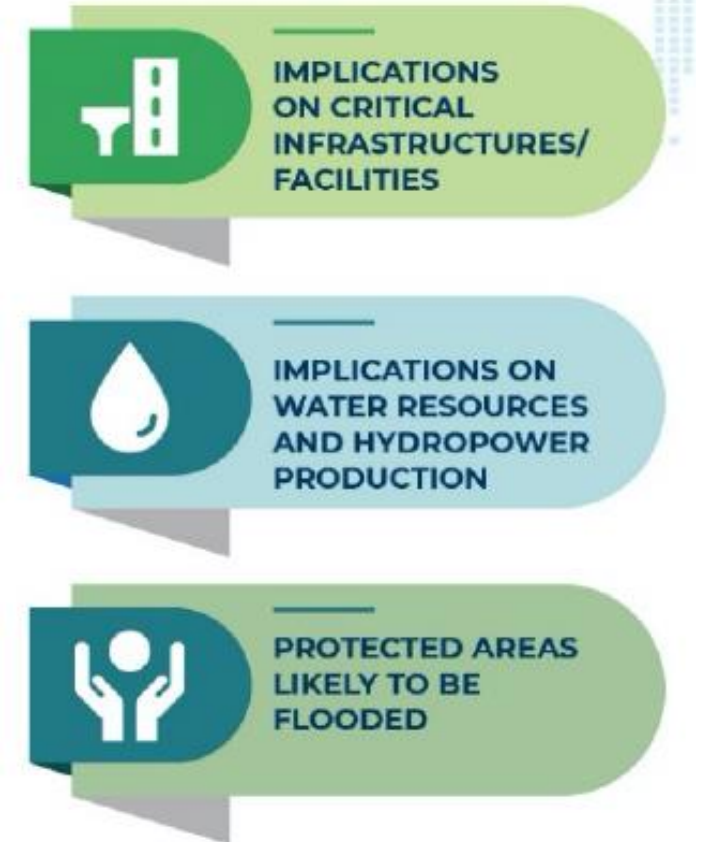 IMPLICATIONS
ON CRITICAL
INFRASTRUCTURES/
FACILITIES
IMPLICATIONS ON
WATER RESOURCES
AND HYDROPOWER
PRODUCTION
PROTECTED AREAS
LIKELY TO BE
FLOODED